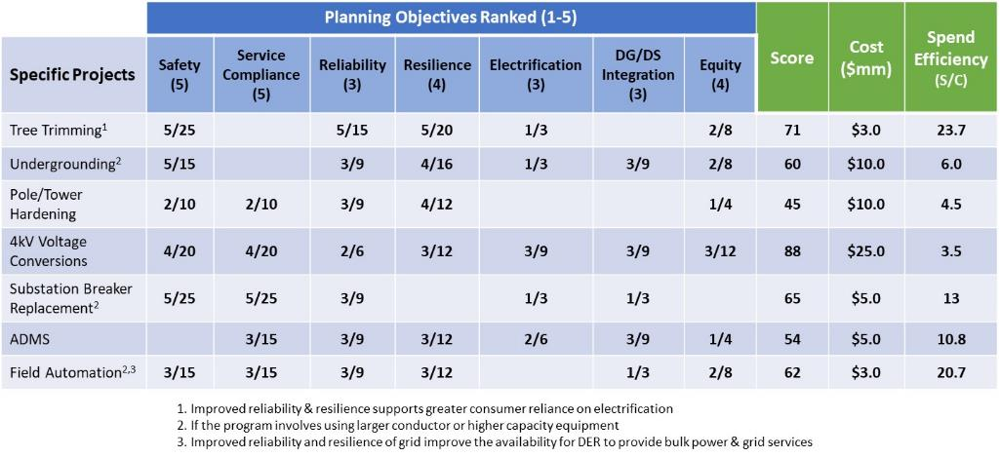 Planning Objectives Ranked (1-5)
Specific Projects Safety (5) Service Compliance (5) Reliability (3) Resilience (4) Electrification (3) DG/DS Integration (3) Equity (4) Score Cost ($mm) Spend Efficiency (S/C)
Tree Trimming¹ 5/25 5/15 5/20 1/3 2/8 71 $3.0 23.7
Undergrounding² 5/15 3/9 4/16 1/3 3/9 2/8 60 $10.0 6.0
Pole/Tower Hardening 2/10 2/10 3/9 4/12 1/4 45 $10.0 4.5
4kV Voltage Conversions 4/20 4/20 2/6 3/12 3/9 3/9 3/12 88 $25.0 3.5
Substation Breaker Replacement² 5/25 5/25 3/9 1/3 1/3 65 $5.0 13
ADMS 3/15 3/9 3/12 2/6 3/9 1/4 54 $5.0 10.8
Field Automation²,³ 3/15 3/15 3/9 3/12 1/3 2/8 62 $3.0 20.7
1. Improved reliability & resilience supports greater consumer reliance on electrification
2. If the program involves using larger conductor or higher capacity equipment
3. Improved reliability and resilience of grid improve the availability for DER to provide bulk power & grid services